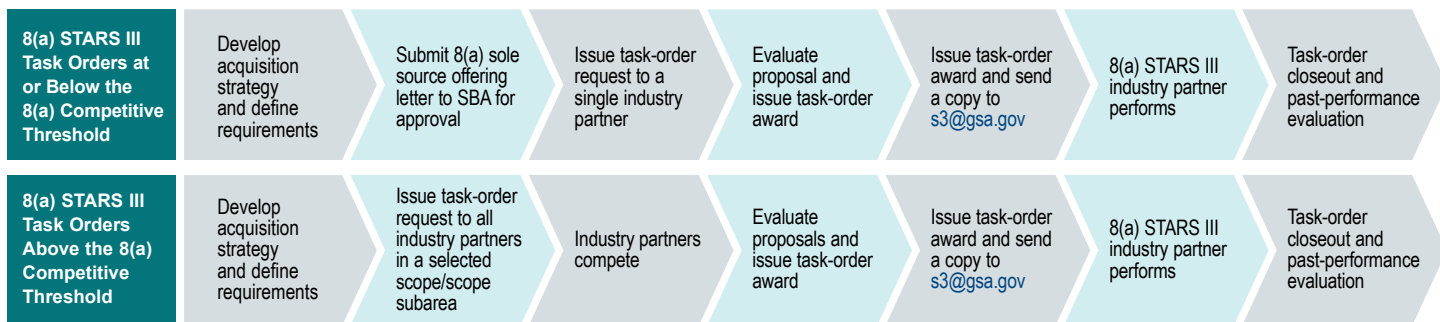 8(a) STARS III
Task Orders at
or Below the
8(a) Competitive
Threshold
Develop
acquisition
strategy
and define
requirements
Submit 8(a) sole
source offering
letter to SBA for
approval
Issue task-order
request to a
single industry
partner
Evaluate
proposal and
issue task-order
award
Issue task-order
award and send
a copy to
s3@gsa.gov
8(a) STARS III
industry partner
performs
Task-order
closeout and
past-performance
evaluation
8(a) STARS III
Task Orders
Above the 8(a)
Competitive
Threshold
Develop
acquisition
strategy
and define
requirements
Issue task-order
request to all
industry partners
in a selected
scope/scope
subarea
Industry partners
compete
Evaluate
proposals and
issue task-order
award
Issue task-order
award and send
a copy to
s3@gsa.gov
8(a) STARS III
industry partner
performs
Task-order
closeout and
past-performance
evaluation